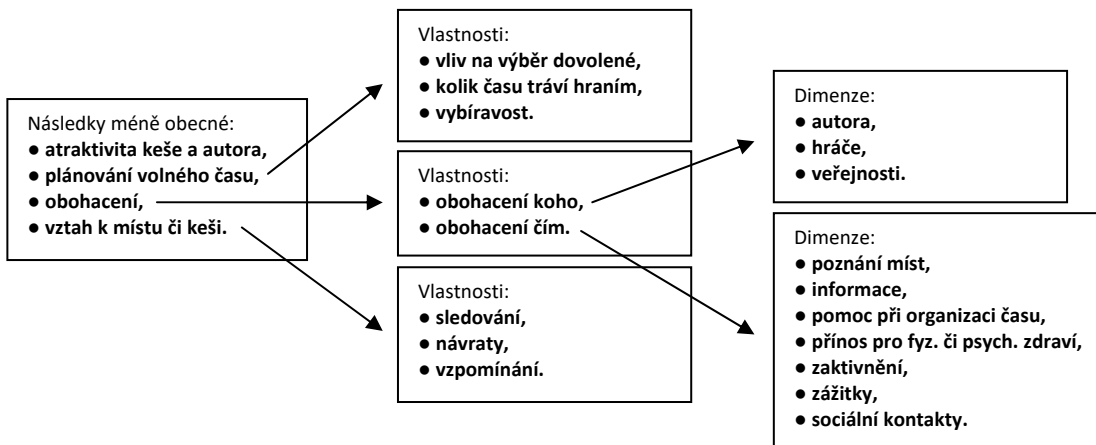 Následky méně obecné:
● atraktivita keše a autora,
● plánování volného času,
● obohacení,
● vztah k místu či keši.
Vlastnosti:
● vliv na výběr dovolené,
● kolik času tráví hraním,
● vybíravost.
Vlastnosti:
● obohacení koho,
● obohacení čím.
Vlastnosti:
● sledování,
● návraty,
● vzpomínání.
Dimenze:
● autora,
● hráče,
● veřejnosti.
Dimenze:
● poznání míst,
● informace,
● pomoc při organizaci času,
● přínos pro fyz. či psych. zdraví,
● zaktivnění,
● zážitky,
● sociální kontakty.